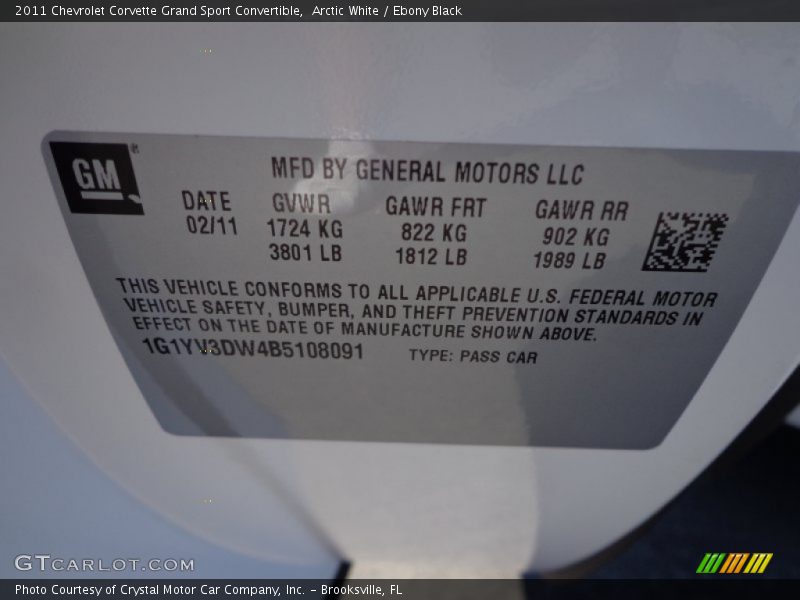 2011 Chevrolet Corvette Grand Sport Convertible, Arctic White / Ebony Black
GM
MFD BY GENERAL MOTORS LLC
DATE GVWR GAWR FRT GAWR RR
02/11 1724 KG 822 KG 902 KG
3801 LB 1812 LB 1989 LB
THIS VEHICLE CONFORMS TO ALL APPLICABLE U.S. FEDERAL MOTOR
VEHICLE SAFETY, BUMPER, AND THEFT PREVENTION STANDARDS IN
EFFECT ON THE DATE OF MANUFACTURE SHOWN ABOVE.
1G1YV3DW4B5108091 TYPE: PASS CAR
GTCARLOT.COM
Photo Courtesy of Crystal Motor Car Company, Inc. – Brooksville, FL